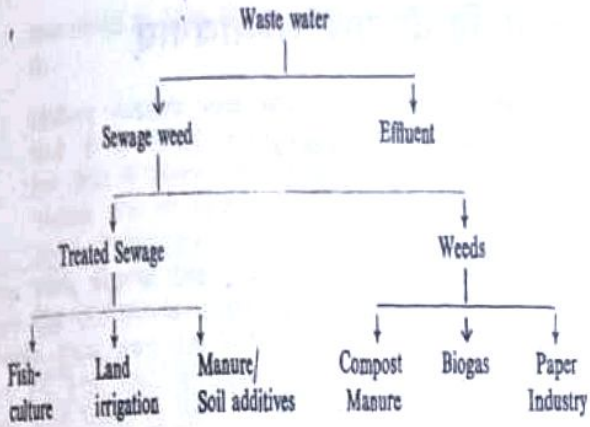 Waste water
Sewage weed Effluent
Treated Sewage Weeds
Fish- Land Manure/ Compost Biogas Paper
culture irrigation Soil additives Manure Industry